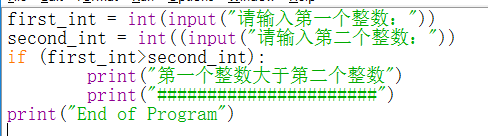 first_int = int(input("请输入第一个整数："))
second_int = int(("请输入第二个整数："))
if (first_int>second_int):
        print("第一个整数大于第二个整数")
        print("######################")
print("End of Program")